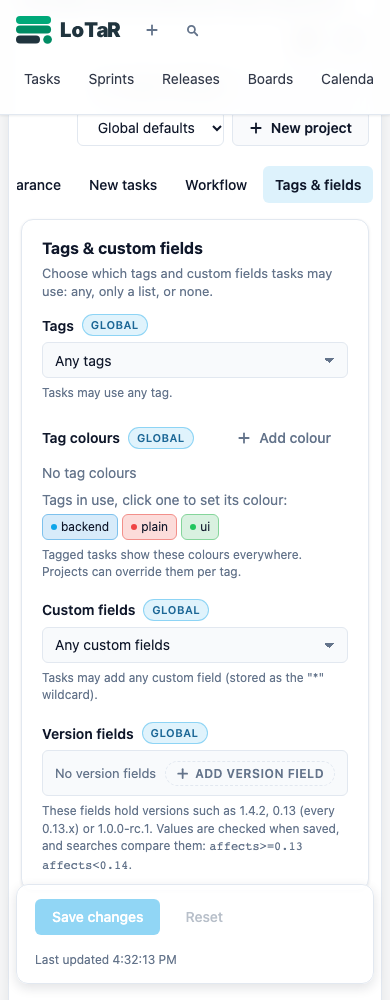 LoTaR
Tasks Sprints Releases Boards Calenda
Global defaults + New project
arance New tasks Workflow Tags & fields
Tags & custom fields
Choose which tags and custom fields tasks may
use: any, only a list, or none.
Tags GLOBAL
Any tags
Tasks may use any tag.
Tag colours GLOBAL + Add colour
No tag colours
Tags in use, click one to set its colour:
backend plain ui
Tagged tasks show these colours everywhere.
Projects can override them per tag.
Custom fields GLOBAL
Any custom fields
Tasks may add any custom field (stored as the "*"
wildcard).
Version fields GLOBAL
No version fields + ADD VERSION FIELD
These fields hold versions such as 1.4.2, 0.13 (every
0.13.x) or 1.0.0-rc.1. Values are checked when saved,
and searches compare them: affects>=0.13
affects<0.14.
Save changes Reset
Last updated 4:32:13 PM